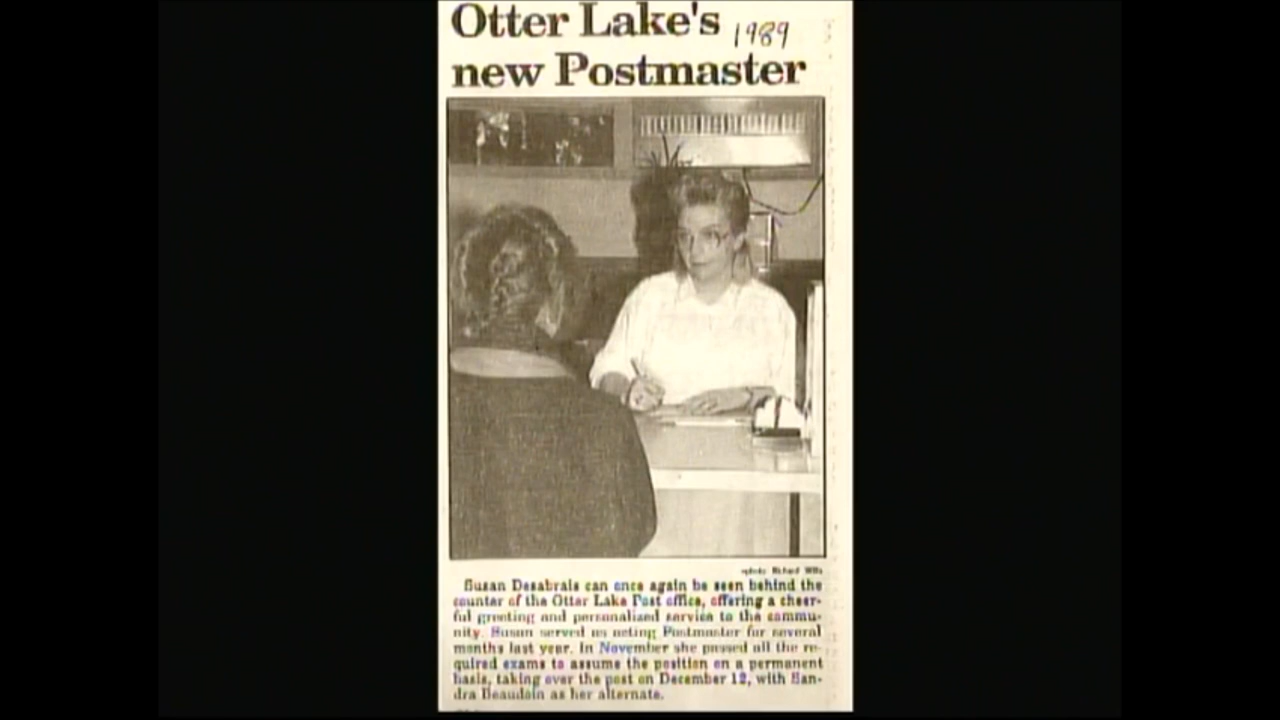 Otter Lake's 1989
new Postmaster
photo: Richard Wills
Susan Desabrais can once again be seen behind the
counter of the Otter Lake Post office, offering a cheer-
ful greeting and personalized service to the commu-
nity. Susan served as acting Postmaster for several
months last year. In November she passed all the re-
quired exams to assume the position on a permanent
basis, taking over the post on December 12, with San-
dra Beaudoin as her alternate.